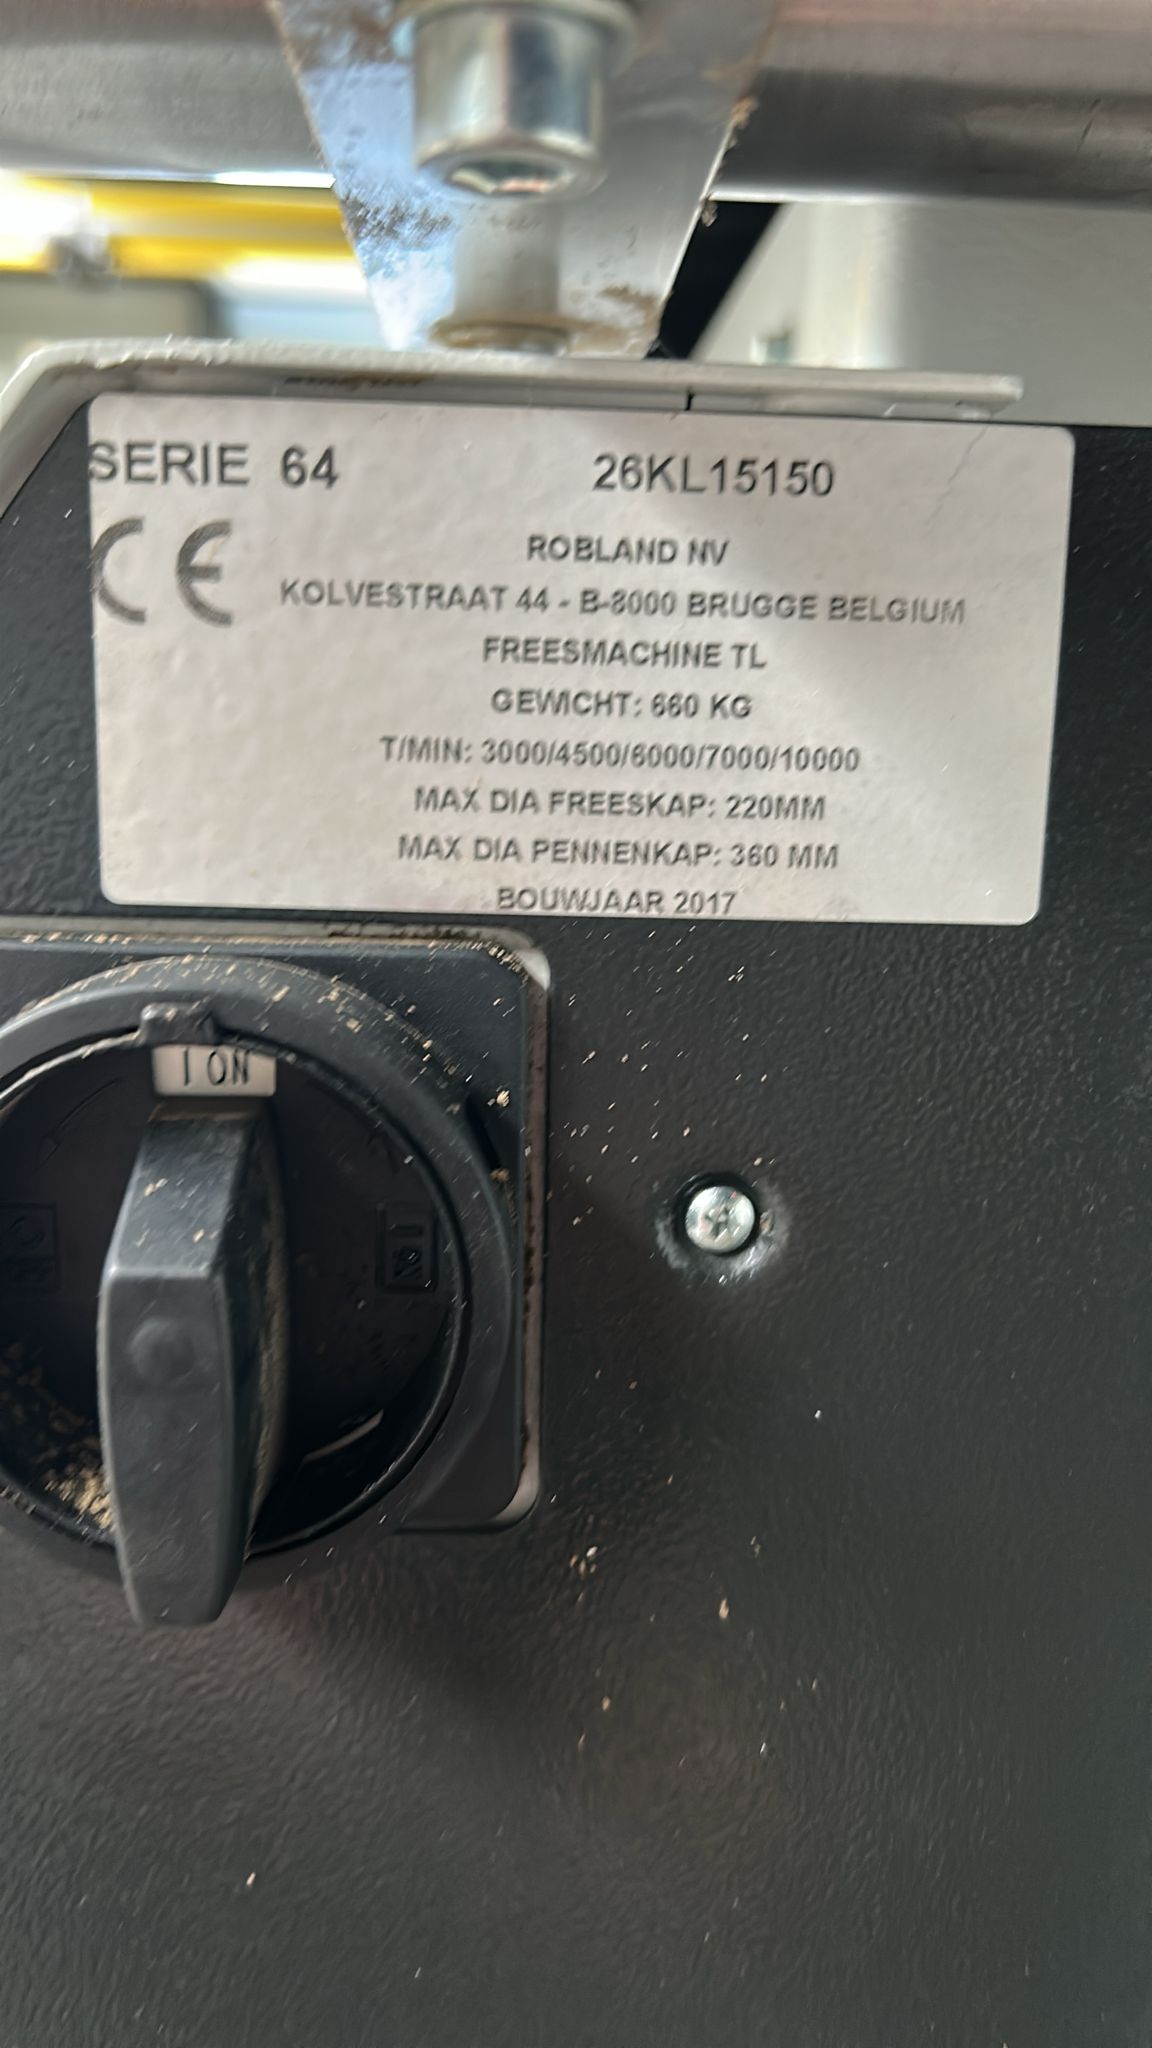 SERIE 64 26KL15150
CE
ROBLAND NV
KOLVESTRAAT 44 - B-8000 BRUGGE BELGIUM
FREESMACHINE TL
GEWICHT: 660 KG
T/MIN: 3000/4500/6000/7000/10000
MAX DIA FREESKAP: 220MM
MAX DIA PENNENKAP: 360 MM
BOUWJAAR 2017
I ON